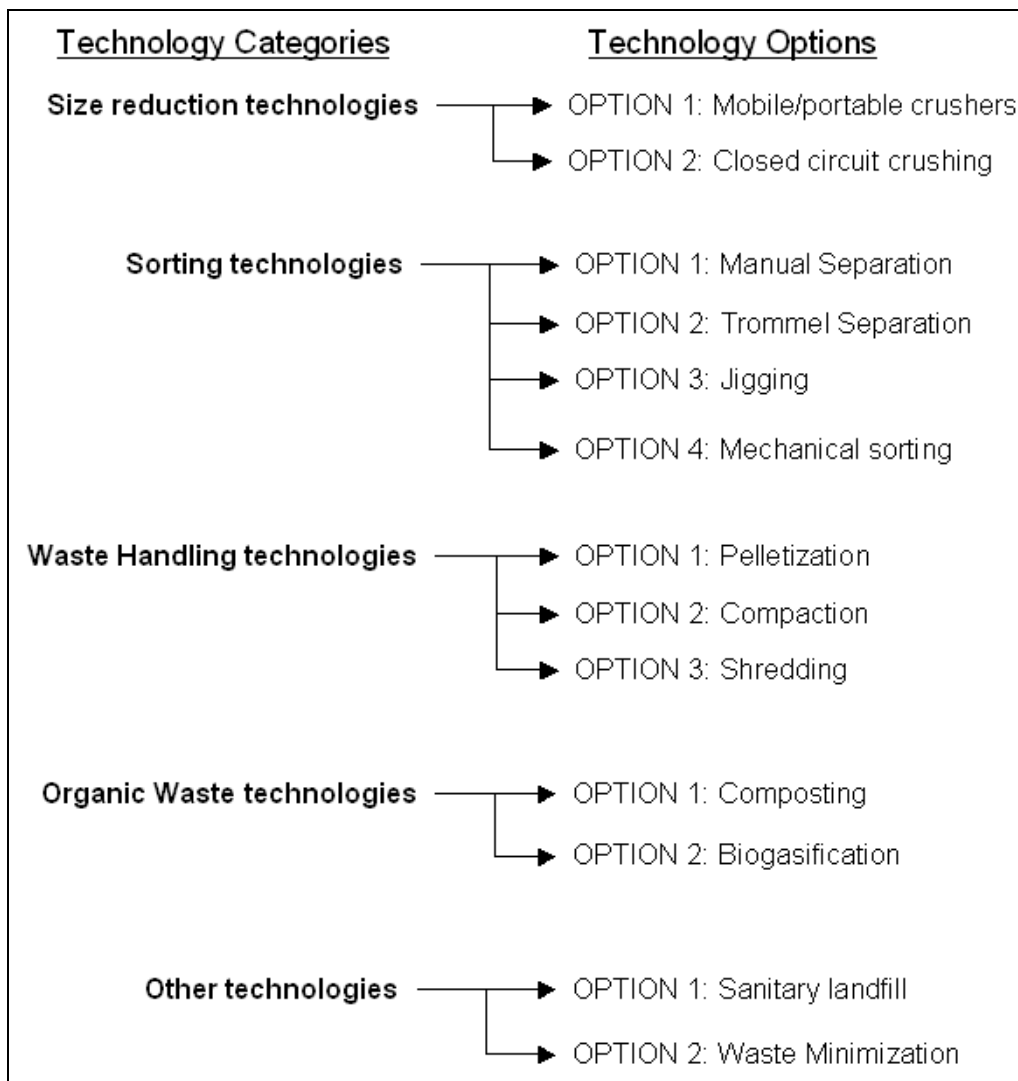 Technology Categories Technology Options
Size reduction technologies OPTION 1: Mobile/portable crushers
OPTION 2: Closed circuit crushing
Sorting technologies OPTION 1: Manual Separation
OPTION 2: Trommel Separation
OPTION 3: Jigging
OPTION 4: Mechanical sorting
Waste Handling technologies OPTION 1: Pelletization
OPTION 2: Compaction
OPTION 3: Shredding
Organic Waste technologies OPTION 1: Composting
OPTION 2: Biogasification
Other technologies OPTION 1: Sanitary landfill
OPTION 2: Waste Minimization